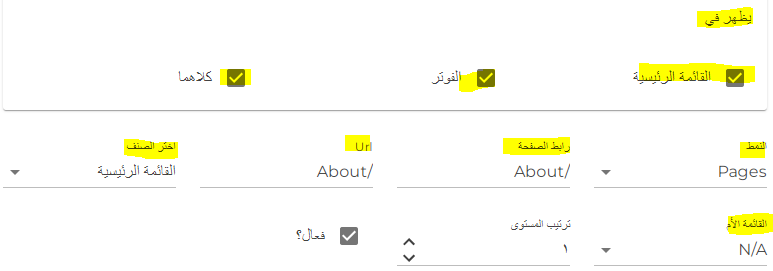 يظهر في
القائمة الرئيسية
الفوتر
كلاهما
النمط
رابط الصفحة
Url
اختر الصنف
Pages
About/
About/
القائمة الرئيسية
القائمة الأم
ترتيب المستوى
فعال؟
N/A
١